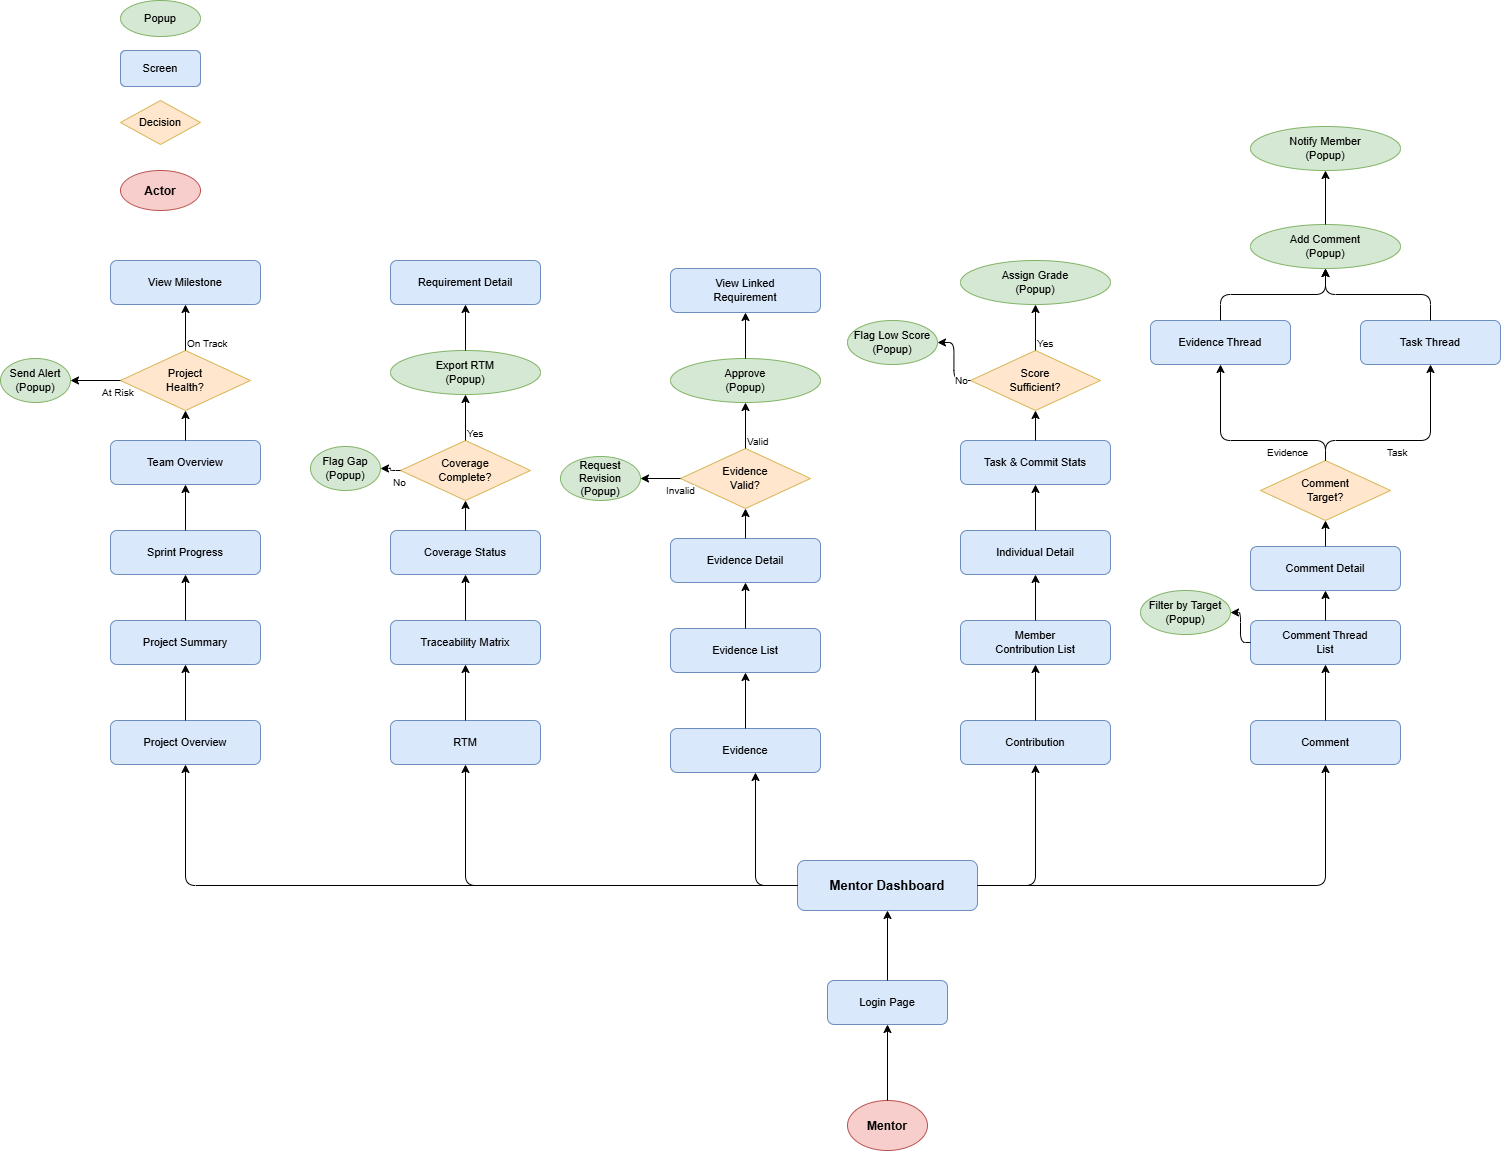 Popup
Screen
Decision
Actor
Notify Member
(Popup)
Add Comment
(Popup)
View Milestone
Requirement Detail
View Linked
Requirement
Assign Grade
(Popup)
On Track
Flag Low Score
(Popup)
Yes
Evidence Thread
Task Thread
Send Alert
(Popup)
Project
Health?
At Risk
Export RTM
(Popup)
Approve
(Popup)
No
Score
Sufficient?
Yes
Valid
Evidence
Task
Team Overview
Flag Gap
(Popup)
Coverage
Complete?
No
Request
Revision
(Popup)
Invalid
Evidence
Valid?
Task & Commit Stats
Comment
Target?
Sprint Progress
Coverage Status
Evidence Detail
Individual Detail
Comment Detail
Filter by Target
(Popup)
Project Summary
Traceability Matrix
Evidence List
Member
Contribution List
Comment Thread
List
Project Overview
RTM
Evidence
Contribution
Comment
Mentor Dashboard
Login Page
Mentor